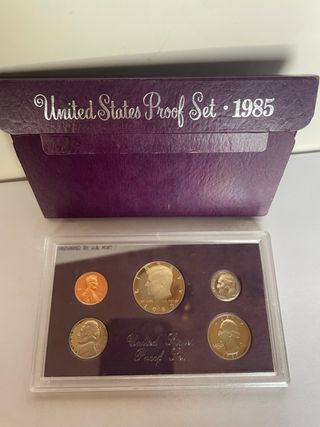 United States Proof Set · 1985
PACKAGED BY U.S. MINT
United States
Proof Set